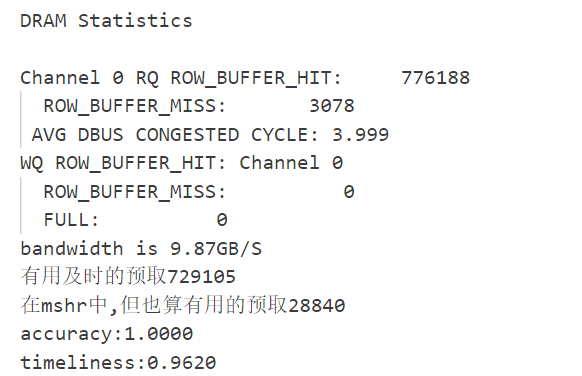 DRAM Statistics
Channel 0 RQ ROW_BUFFER_HIT: 776188
ROW_BUFFER_MISS: 3078
AVG DBUS CONGESTED CYCLE: 3.999
WQ ROW_BUFFER_HIT: Channel 0
ROW_BUFFER_MISS: 0
FULL: 0
bandwidth is 9.87GB/S
有用及时的预取729105
在mshr中,但也算有用的预取28840
accuracy:1.0000
timeliness:0.9620